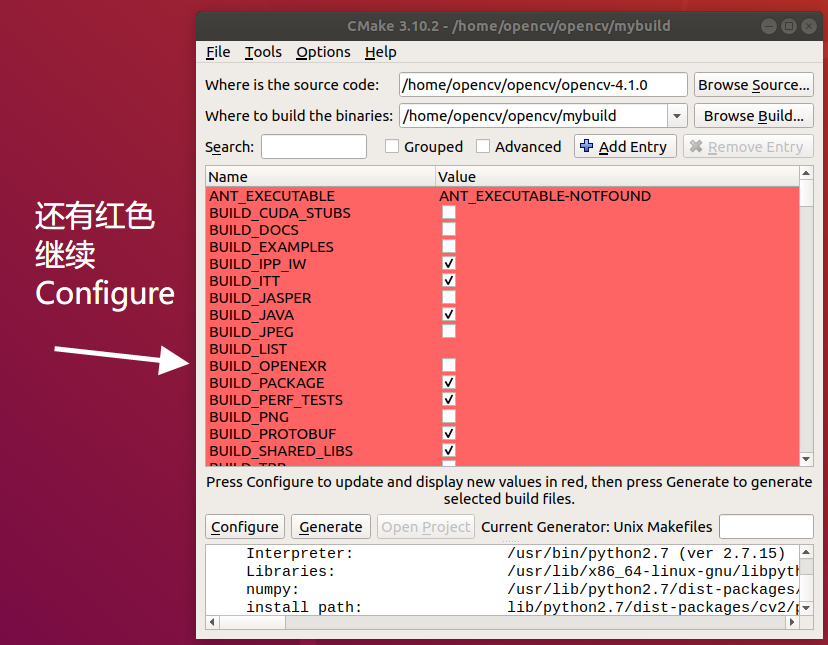 CMake 3.10.2 - /home/opencv/opencv/mybuild
File Tools Options Help
Where is the source code: /home/opencv/opencv/opencv-4.1.0 Browse Source...
Where to build the binaries: /home/opencv/opencv/mybuild Browse Build...
Search: Grouped Advanced Add Entry Remove Entry
Name Value
ANT_EXECUTABLE ANT_EXECUTABLE-NOTFOUND
BUILD_CUDA_STUBS
BUILD_DOCS
BUILD_EXAMPLES
BUILD_IPP_IW
BUILD_ITT
BUILD_JASPER
BUILD_JAVA
BUILD_JPEG
BUILD_LIST
BUILD_OPENEXR
BUILD_PACKAGE
BUILD_PERF_TESTS
BUILD_PNG
BUILD_PROTOBUF
BUILD_SHARED_LIBS
还有红色
继续
Configure
Press Configure to update and display new values in red, then press Generate to generate
selected build files.
Configure Generate Open Project Current Generator: Unix Makefiles
Interpreter: /usr/bin/python2.7 (ver 2.7.15)
Libraries: /usr/lib/x86_64-linux-gnu/libpyth
numpy: /usr/lib/python2.7/dist-packages/
install path: lib/python2.7/dist-packages/cv2/p